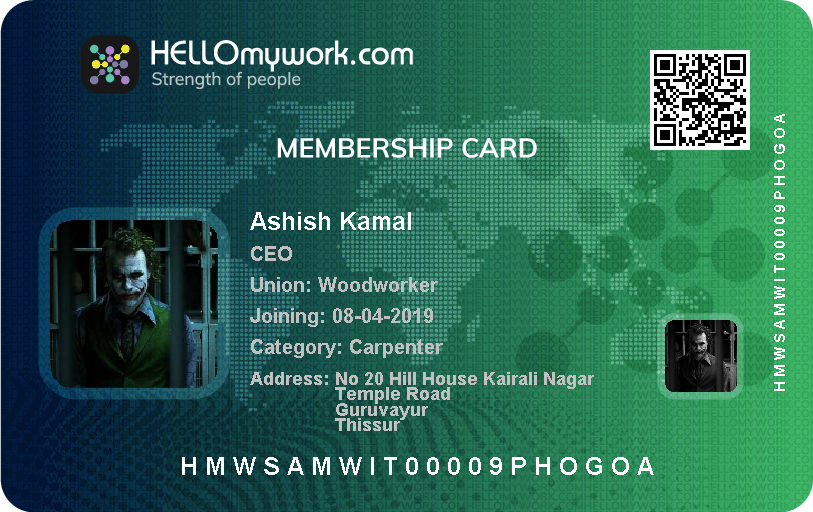 HELLOmywork.com
Strength of people
MEMBERSHIP CARD
Ashish Kamal
CEO
Union: Woodworker
Joining: 08-04-2019
Category: Carpenter
Address: No 20 Hill House Kairali Nagar
Temple Road
Guruvayur
Thissur
HMWSAMWIT00009PHOGOA
HMWSAMWIT00009PHOGOA